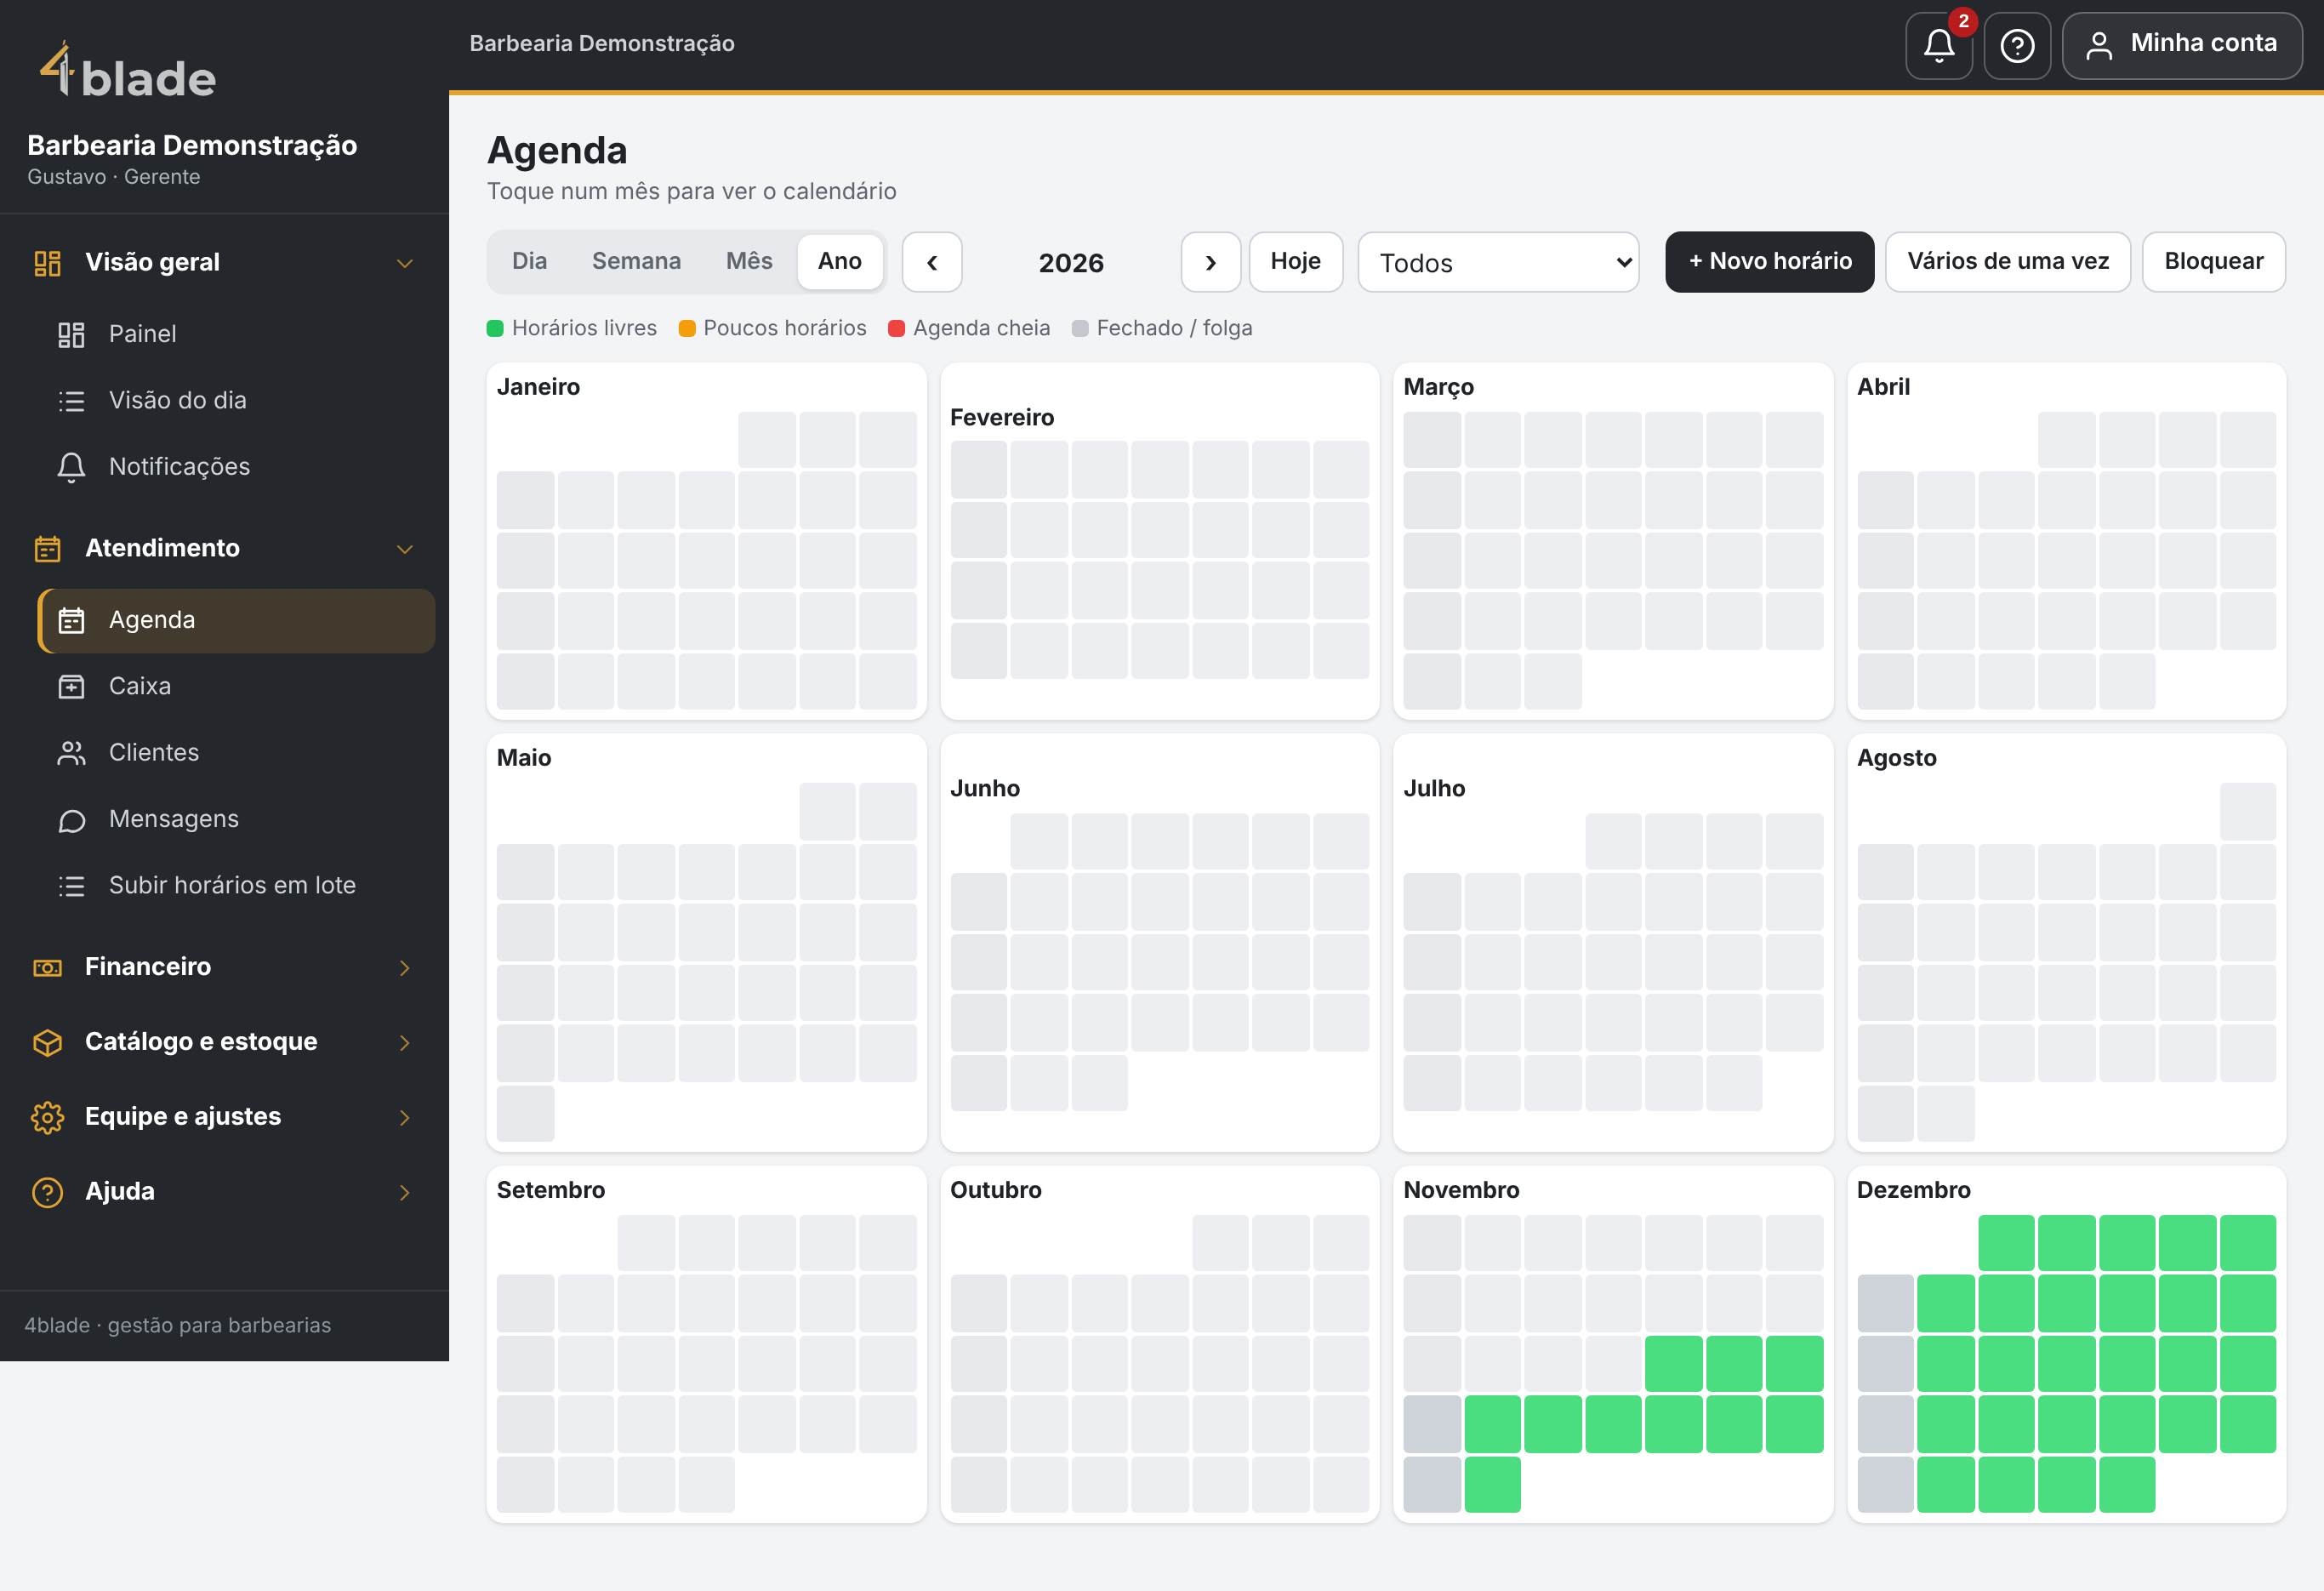 4blade
Barbearia Demonstração
Gustavo · Gerente
Visão geral
Painel
Visão do dia
Notificações
Atendimento
Agenda
Caixa
Clientes
Mensagens
Subir horários em lote
Financeiro
Catálogo e estoque
Equipe e ajustes
Ajuda
4blade · gestão para barbearias
Barbearia Demonstração
2
Minha conta
Agenda
Toque num mês para ver o calendário
Dia Semana Mês Ano ‹ 2026 › Hoje Todos + Novo horário Vários de uma vez Bloquear
Horários livres Poucos horários Agenda cheia Fechado / folga
Janeiro Fevereiro Março Abril
Maio Junho Julho Agosto
Setembro Outubro Novembro Dezembro